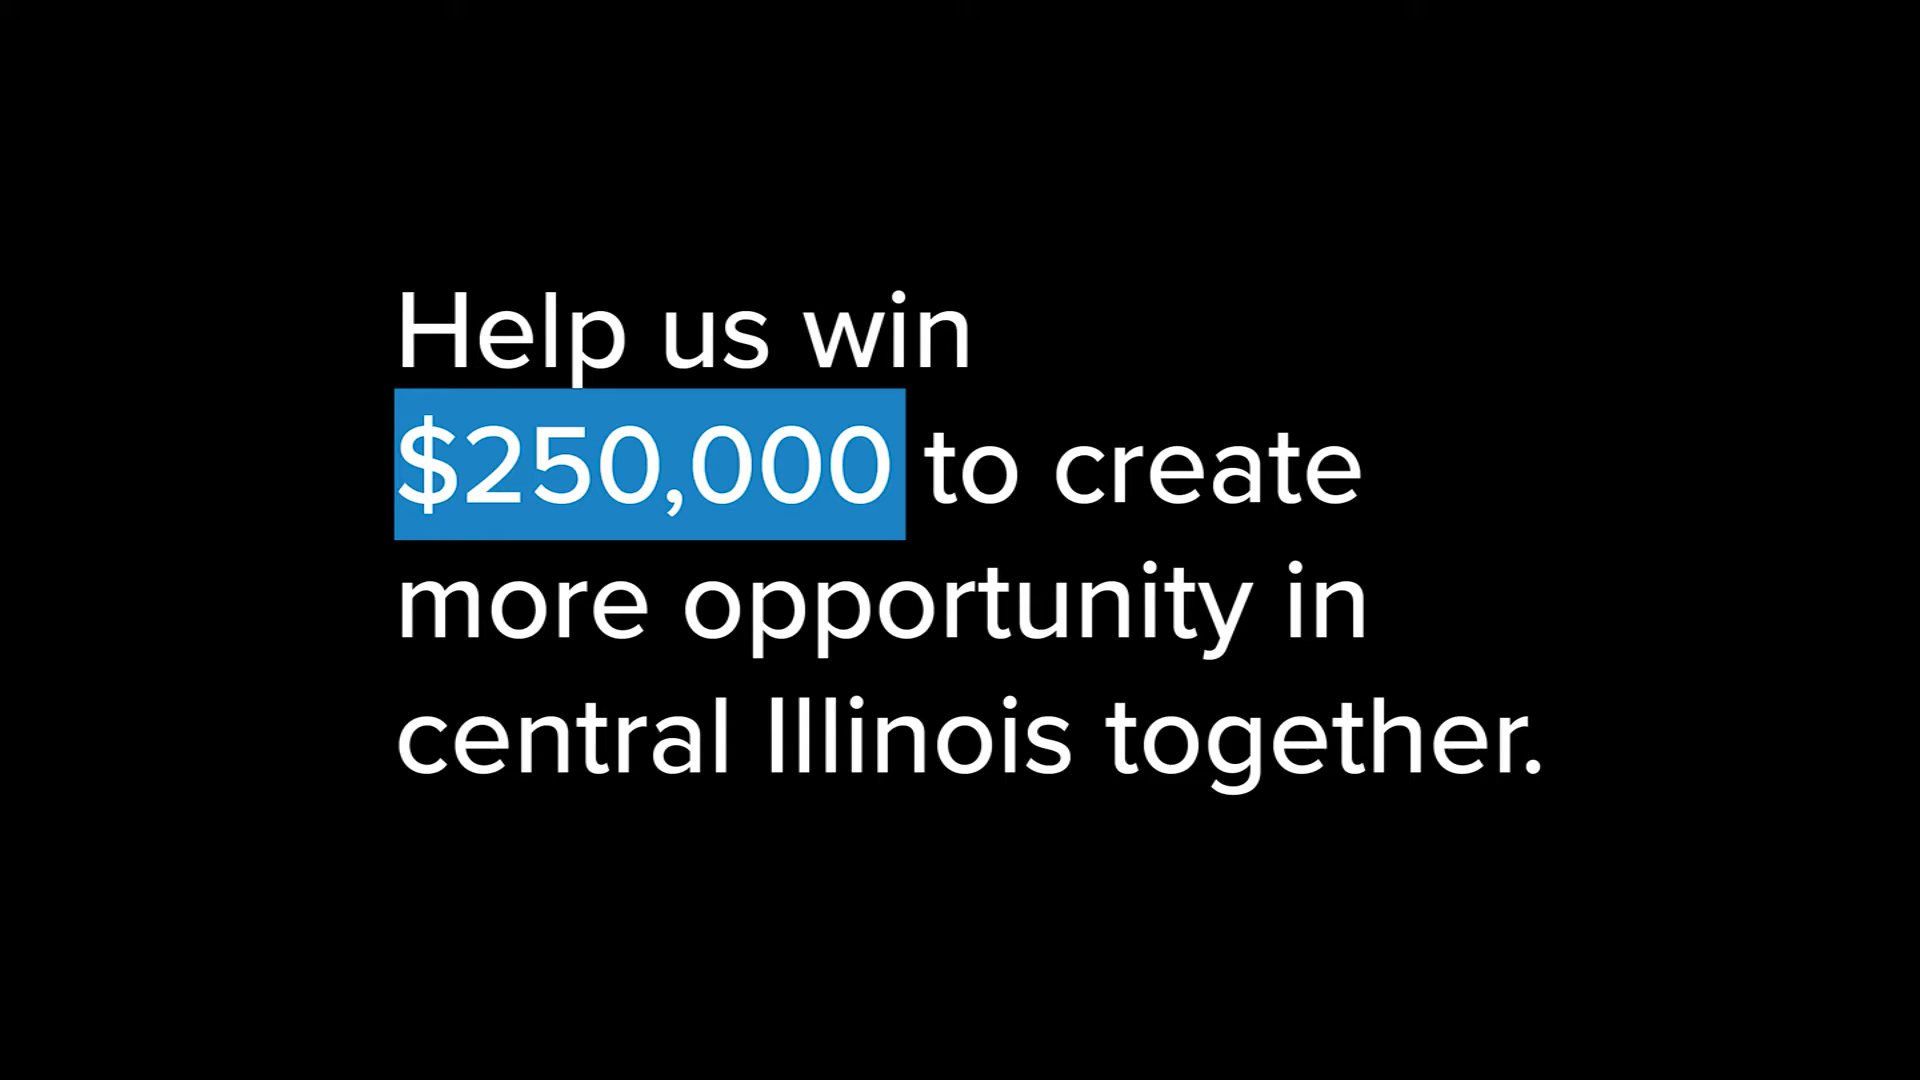 Help us win
$250,000 to create
more opportunity in
central Illinois together.